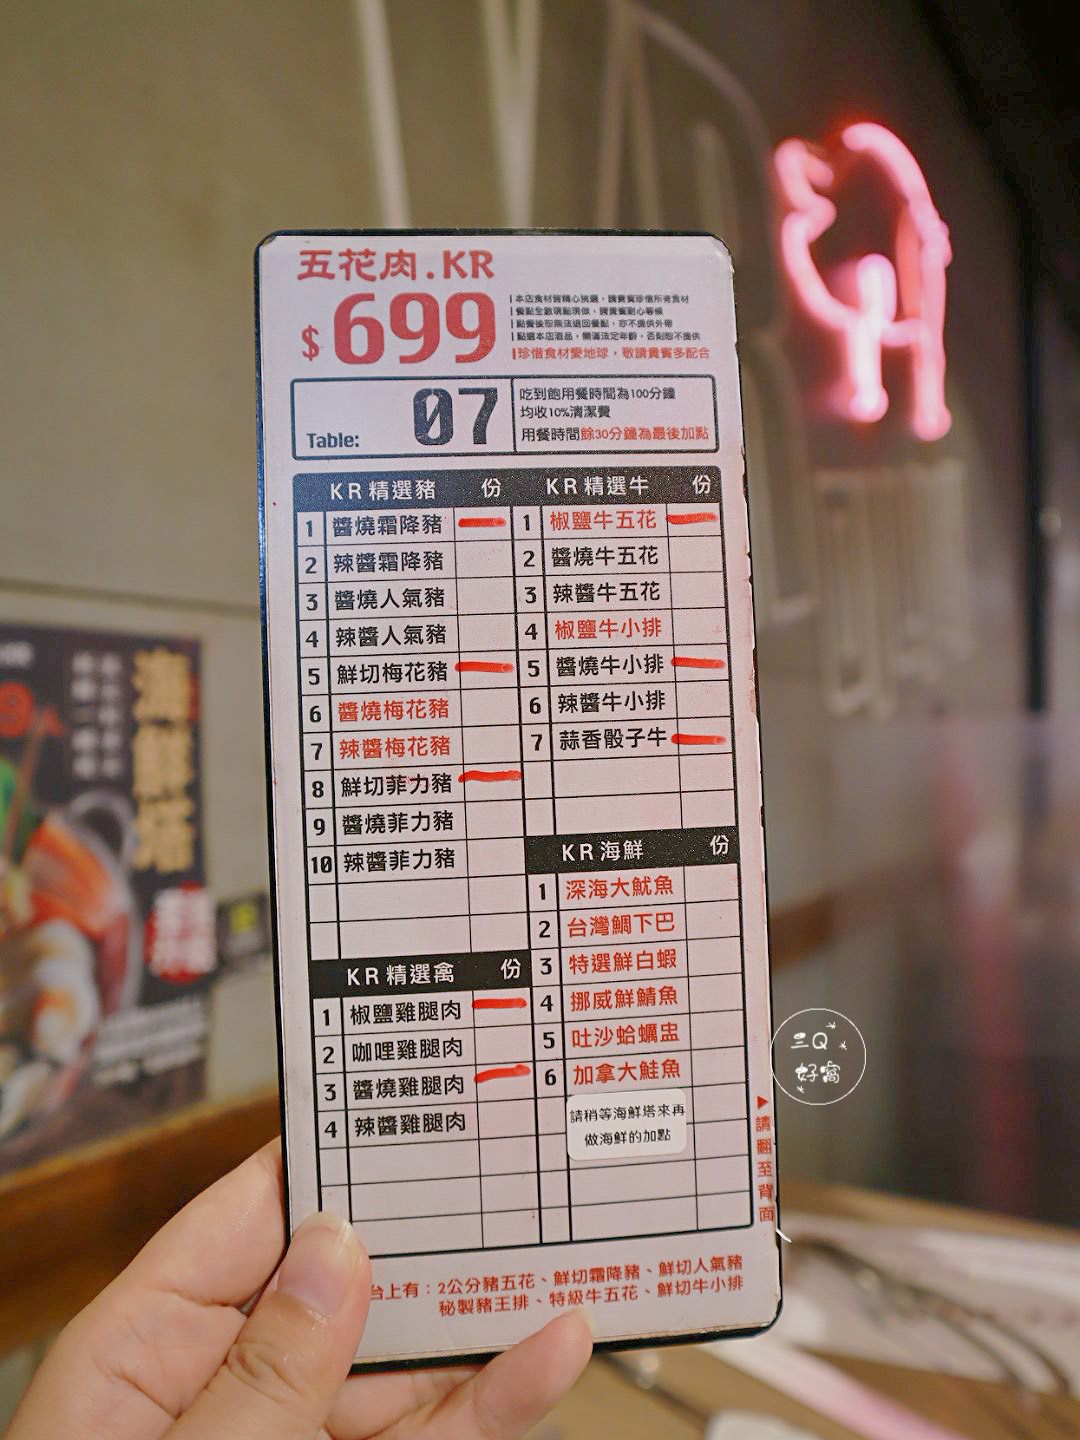 五花肉.KR
$699
本店食材皆精心挑選，請貴賓珍惜所有食材
餐點全數現點現做，請貴賓耐心等候
點餐後恕無法退回餐點，亦不提供外帶
點選本店酒品，需滿法定年齡，否則恕不提供
珍惜食材愛地球，敬請貴賓多配合
Table: 07
吃到飽用餐時間為100分鐘
均收10%清潔費
用餐時間餘30分鐘為最後加點
KR精選豬 份
1 醬燒霜降豬
2 辣醬霜降豬
3 醬燒人氣豬
4 辣醬人氣豬
5 鮮切梅花豬
6 醬燒梅花豬
7 辣醬梅花豬
8 鮮切菲力豬
9 醬燒菲力豬
10 辣醬菲力豬
KR精選禽 份
1 椒鹽雞腿肉
2 咖哩雞腿肉
3 醬燒雞腿肉
4 辣醬雞腿肉
KR精選牛 份
1 椒鹽牛五花
2 醬燒牛五花
3 辣醬牛五花
4 椒鹽牛小排
5 醬燒牛小排
6 辣醬牛小排
7 蒜香骰子牛
KR海鮮 份
1 深海大魷魚
2 台灣鯛下巴
3 特選鮮白蝦
4 挪威鮮鯖魚
5 吐沙蛤蠣盅
6 加拿大鮭魚
請稍等海鮮塔來再
做海鮮的加點
▶請翻至背面
台上有：2公分豬五花、鮮切霜降豬、鮮切人氣豬
秘製豬王排、特級牛五花、鮮切牛小排
海鮮塔
三Q
好窩